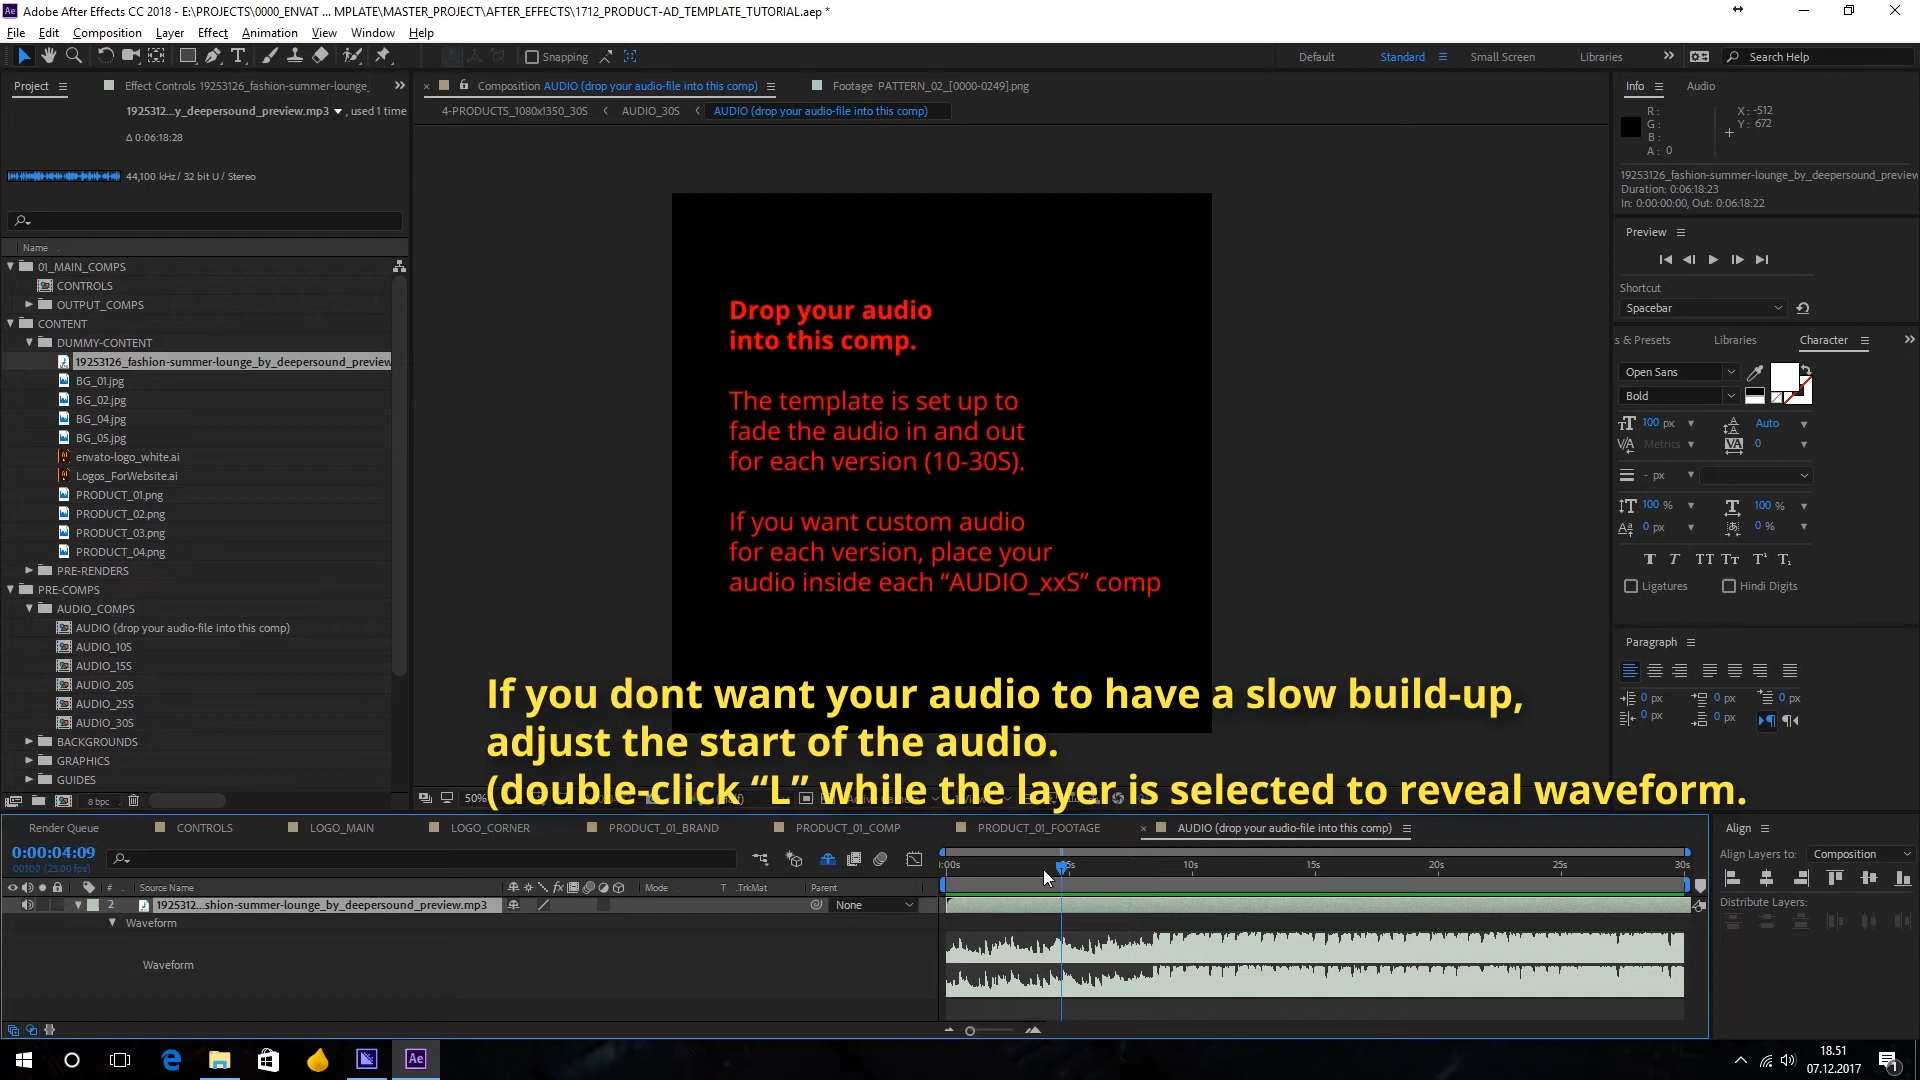 Adobe After Effects CC 2018 - E:\PROJECTS\0000_ENVAT ... MPLATE\MASTER_PROJECT\AFTER_EFFECTS\1712_PRODUCT-AD_TEMPLATE_TUTORIAL.aep *
File Edit Composition Layer Effect Animation View Window Help
Snapping
Default Standard Small Screen Libraries Search Help
Project Effect Controls 19253126_fashion-summer-lounge_
1925312...y_deepersound_preview.mp3 , used 1 time
Δ 0:06:18:28
44,100 kHz / 32 bit U / Stereo
Name
01_MAIN_COMPS
CONTROLS
OUTPUT_COMPS
CONTENT
DUMMY-CONTENT
19253126_fashion-summer-lounge_by_deepersound_preview
BG_01.jpg
BG_02.jpg
BG_04.jpg
BG_05.jpg
envato-logo_white.ai
Logos_ForWebsite.ai
PRODUCT_01.png
PRODUCT_02.png
PRODUCT_03.png
PRODUCT_04.png
PRE-RENDERS
PRE-COMPS
AUDIO_COMPS
AUDIO (drop your audio-file into this comp)
AUDIO_10S
AUDIO_15S
AUDIO_20S
AUDIO_25S
AUDIO_30S
BACKGROUNDS
GRAPHICS
GUIDES
8 bpc
Composition AUDIO (drop your audio-file into this comp) Footage PATTERN_02_[0000-0249].png
4-PRODUCTS_1080x1350_30S AUDIO_30S AUDIO (drop your audio-file into this comp)
Drop your audio
into this comp.
The template is set up to
fade the audio in and out
for each version (10-30S).
If you want custom audio
for each version, place your
audio inside each “AUDIO_xxS” comp
If you dont want your audio to have a slow build-up,
adjust the start of the audio.
(double-click “L” while the layer is selected to reveal waveform.
50%
Info Audio
R :
G :
B :
A : 0
X : -512
Y : 672
19253126_fashion-summer-lounge_by_deepersound_preview
Duration: 0:06:18:23
In: 0:00:00:00, Out: 0:06:18:22
Preview
Shortcut
Spacebar
s & Presets Libraries Character
Open Sans
Bold
100 px Auto
Metrics 0
- px
100 % 100 %
0 px 0 %
T T TT Tt T¹ T₁
Ligatures Hindi Digits
Paragraph
0 px 0 px 0 px
0 px 0 px
Render Queue CONTROLS LOGO_MAIN LOGO_CORNER PRODUCT_01_BRAND PRODUCT_01_COMP PRODUCT_01_FOOTAGE AUDIO (drop your audio-file into this comp)
0:00:04:09
00109 (25.00 fps)
# Source Name Mode T .TrkMat Parent
2 1925312...shion-summer-lounge_by_deepersound_preview.mp3 None
Waveform
Waveform
):00s 05s 10s 15s 20s 25s 30s
Align
Align Layers to: Composition
Distribute Layers:
18.51
07.12.2017
1